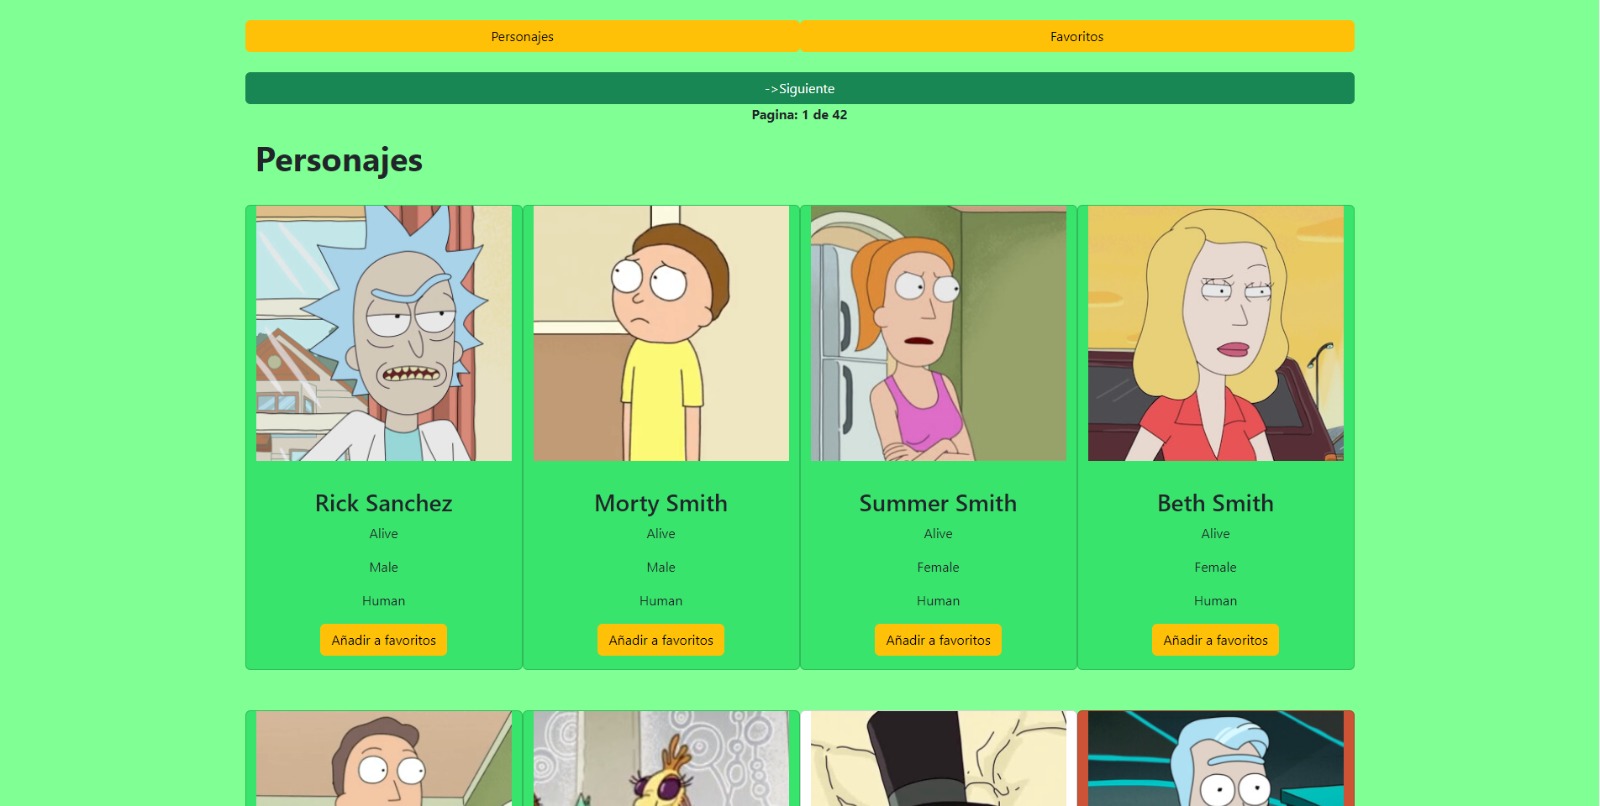 Personajes
Favoritos
->Siguiente
Pagina: 1 de 42
Personajes
Rick Sanchez
Alive
Male
Human
Añadir a favoritos
Morty Smith
Alive
Male
Human
Añadir a favoritos
Summer Smith
Alive
Female
Human
Añadir a favoritos
Beth Smith
Alive
Female
Human
Añadir a favoritos